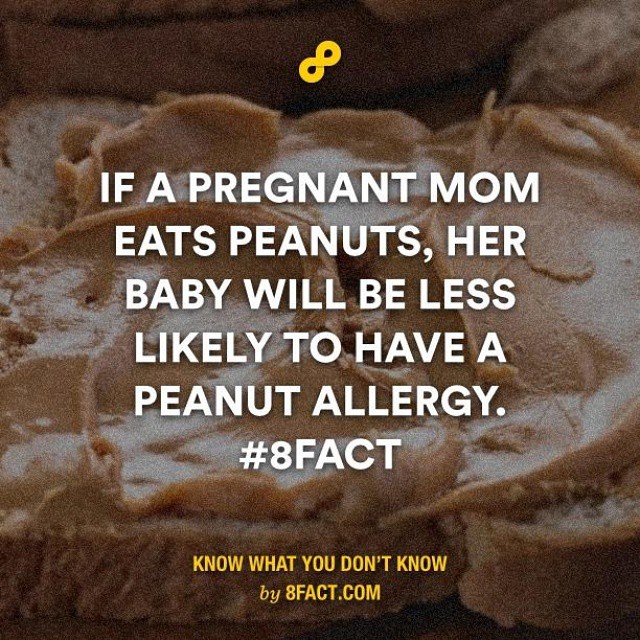 IF A PREGNANT MOM
EATS PEANUTS, HER
BABY WILL BE LESS
LIKELY TO HAVE A
PEANUT ALLERGY.
#8FACT
KNOW WHAT YOU DON'T KNOW
by 8FACT.COM